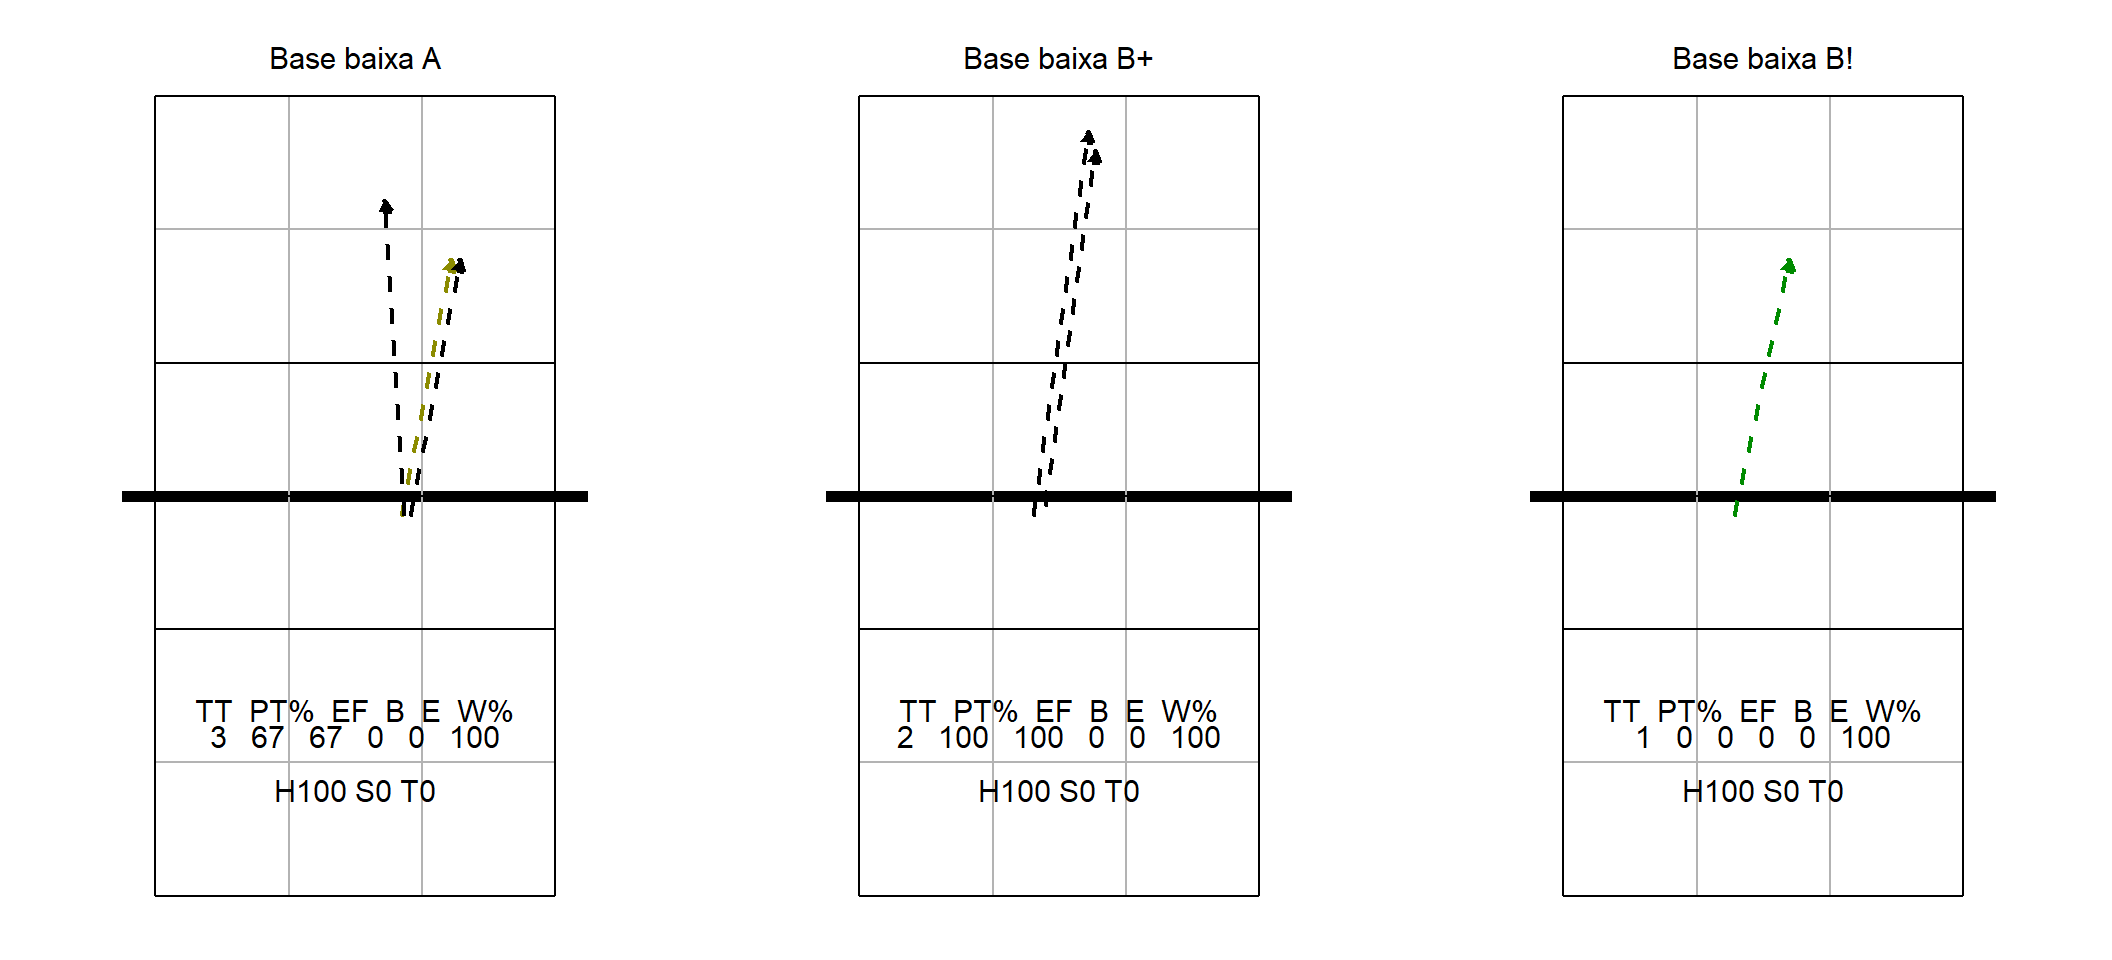 Base baixa A
TT PT% EF B E W%
3 67 67 0 0 100
H100 S0 T0
Base baixa B+
TT PT% EF B E W%
2 100 100 0 0 100
H100 S0 T0
Base baixa B!
TT PT% EF B E W%
1 0 0 0 0 100
H100 S0 T0